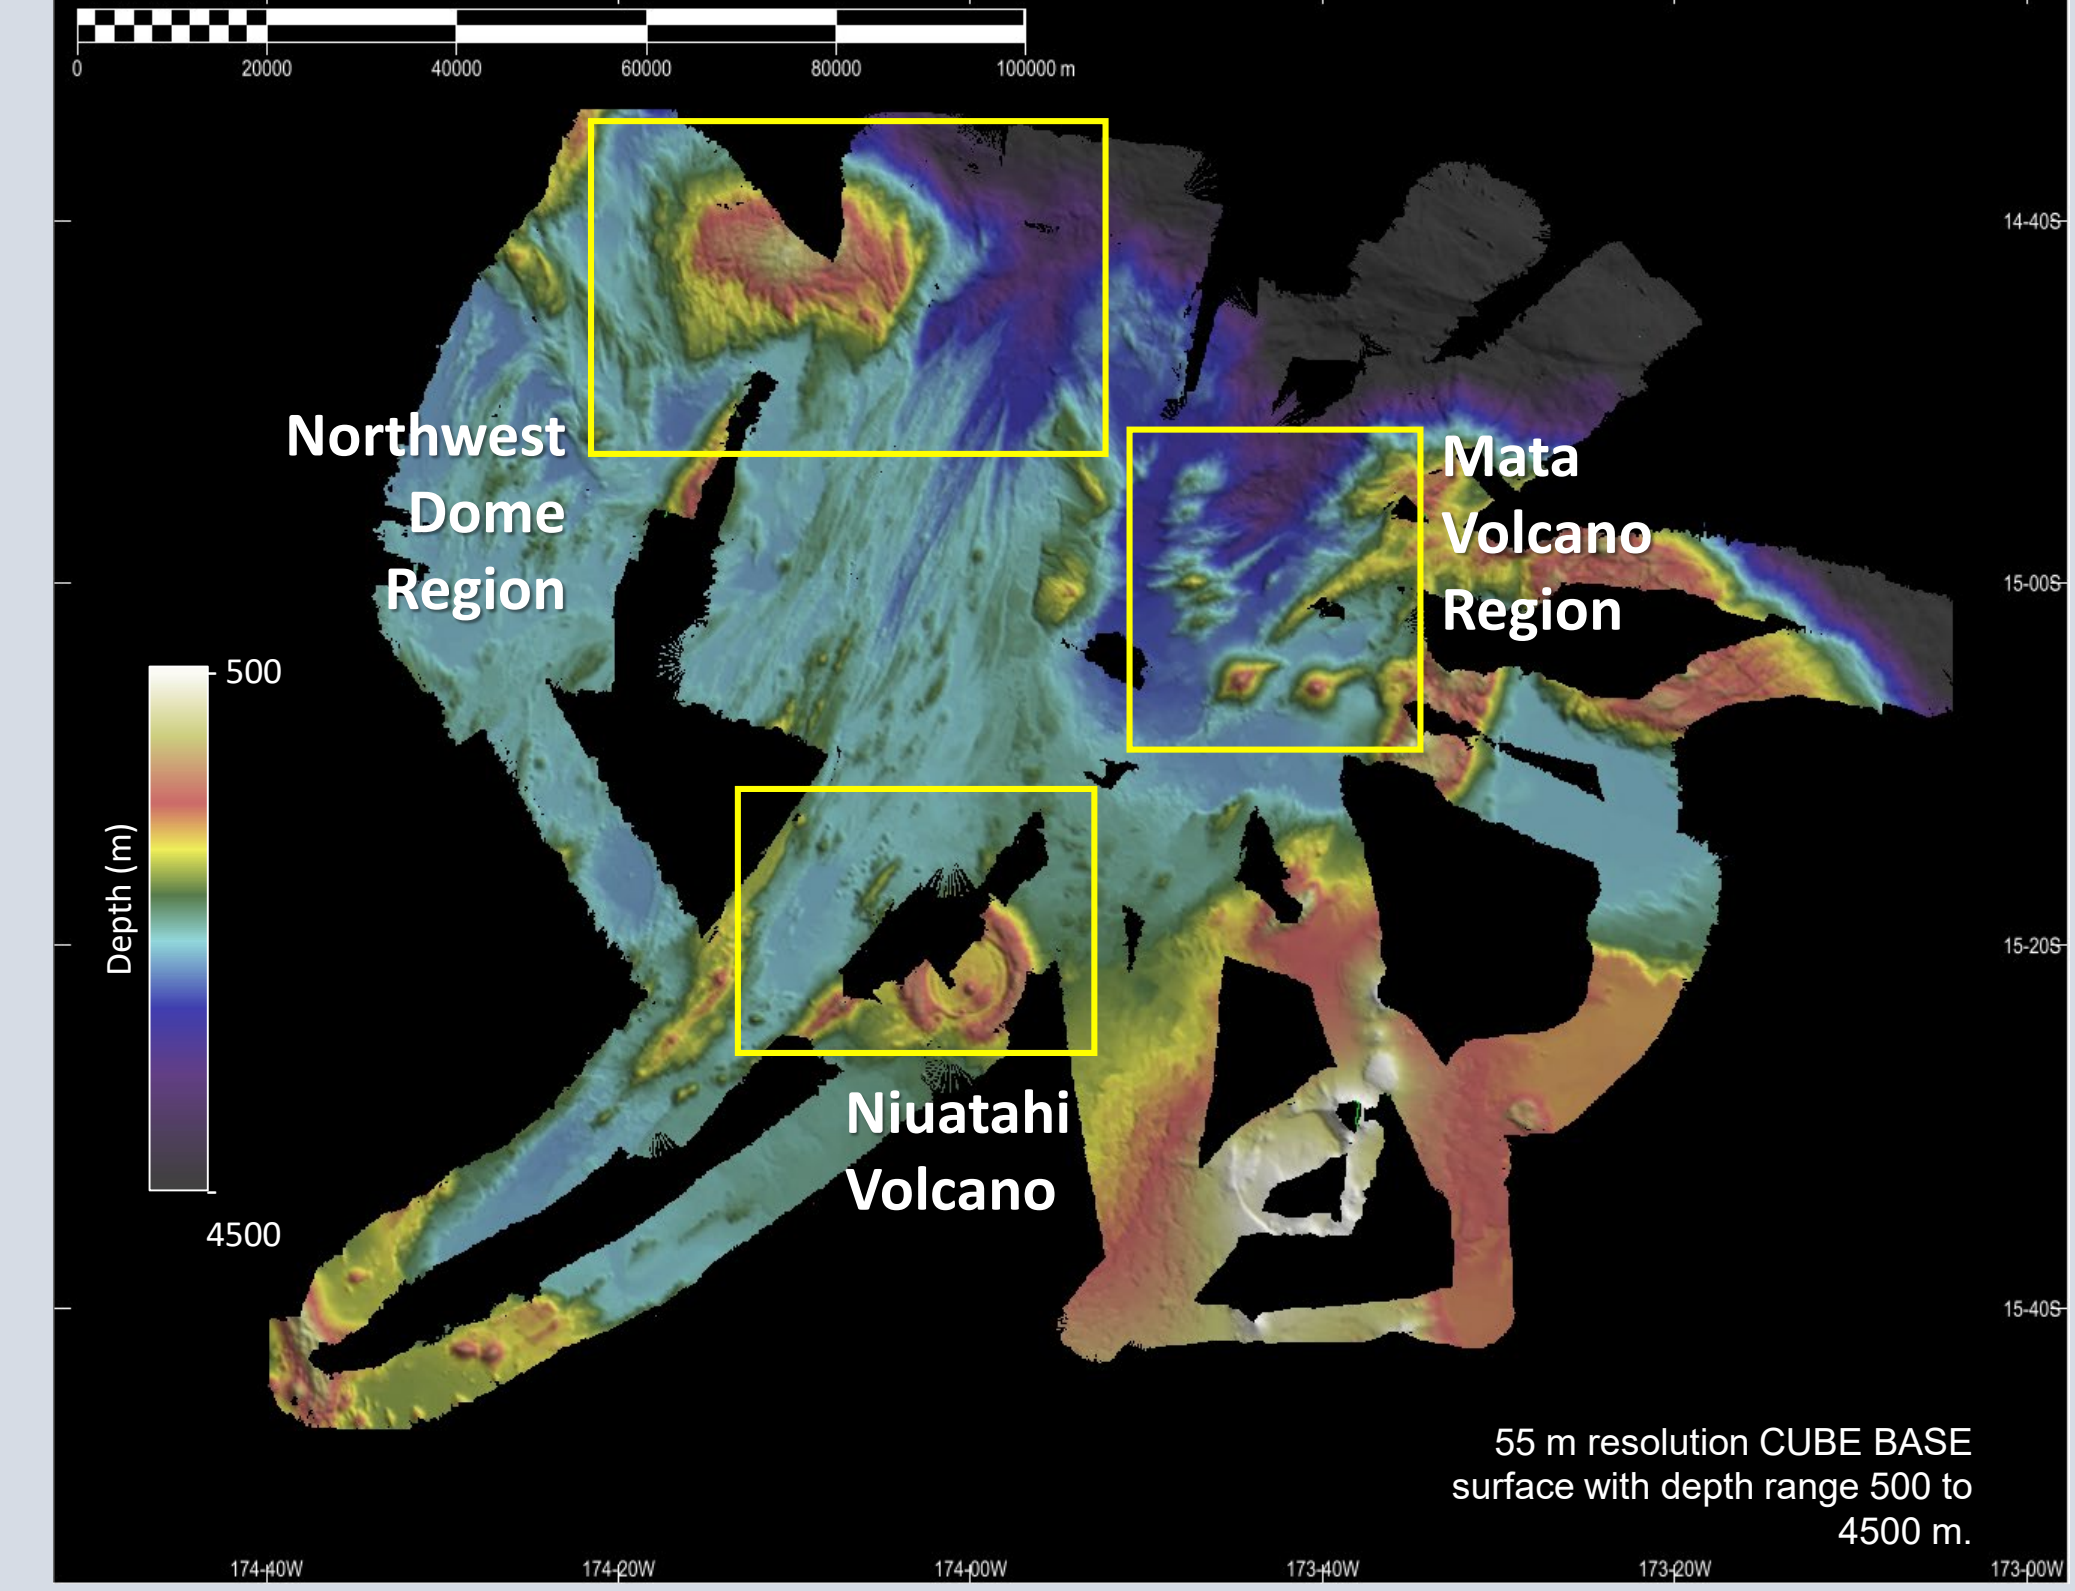 0 20000 40000 60000 80000 100000 m
14-40S
Northwest
Dome
Region
Mata
Volcano
Region
15-00S
500
Depth (m)
4500
15-20S
Niuatahi
Volcano
15-40S
55 m resolution CUBE BASE
surface with depth range 500 to
4500 m.
174-40W 174-20W 174-00W 173-40W 173-20W 173-00W